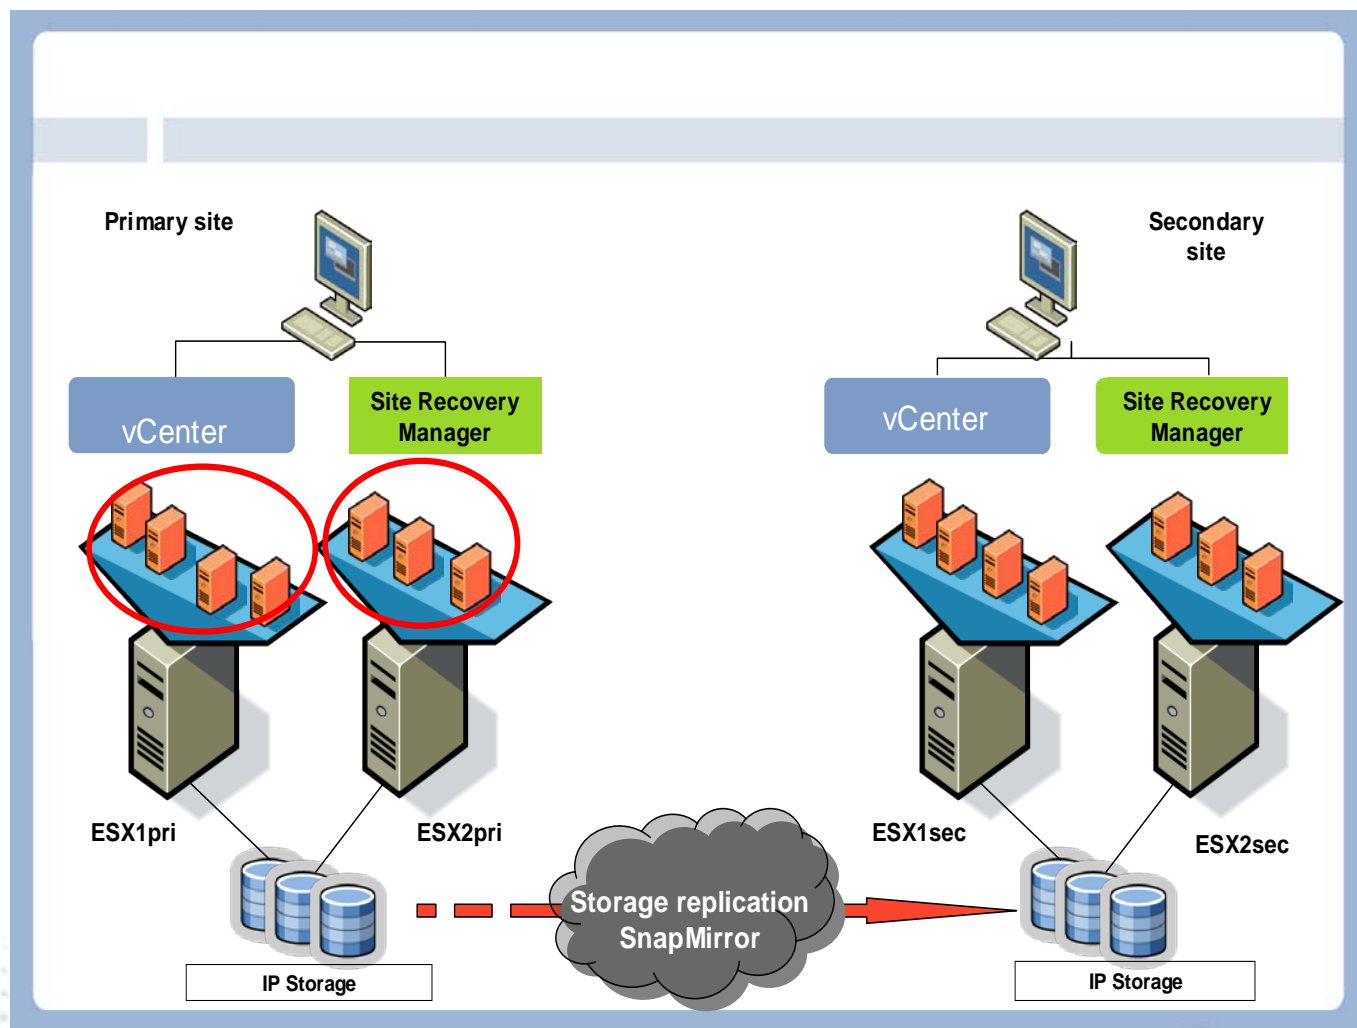 Primary site
Secondary
site
vCenter
Site Recovery
Manager
vCenter
Site Recovery
Manager
ESX1pri
ESX2pri
ESX1sec
ESX2sec
Storage replication
SnapMirror
IP Storage
IP Storage